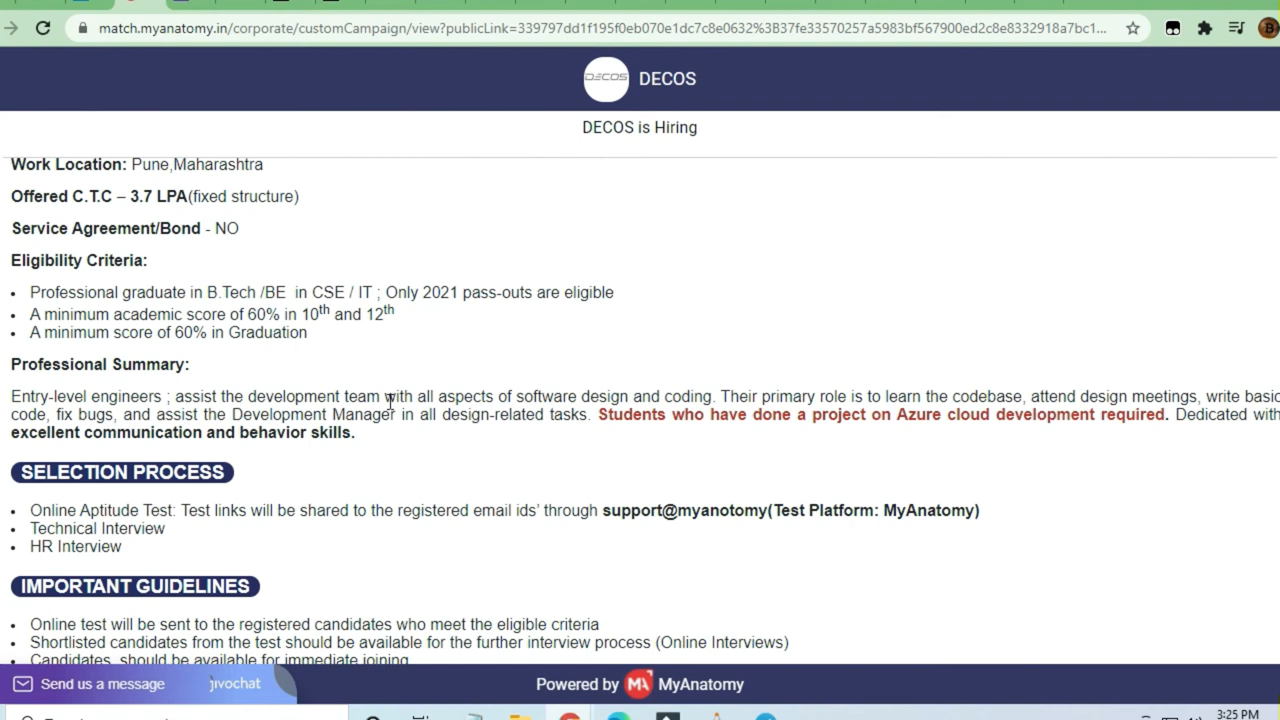 match.myanatomy.in/corporate/customCampaign/view?publicLink=339797dd1f195f0eb070e1dc7c8e0632%3B37fe33570257a5983bf567900ed2c8e8332918a7bc1...
DECOS DECOS
DECOS is Hiring
Work Location: Pune,Maharashtra
Offered C.T.C – 3.7 LPA(fixed structure)
Service Agreement/Bond - NO
Eligibility Criteria:
• Professional graduate in B.Tech /BE in CSE / IT ; Only 2021 pass-outs are eligible
• A minimum academic score of 60% in 10th and 12th
• A minimum score of 60% in Graduation
Professional Summary:
Entry-level engineers ; assist the development team with all aspects of software design and coding. Their primary role is to learn the codebase, attend design meetings, write basic
code, fix bugs, and assist the Development Manager in all design-related tasks. Students who have done a project on Azure cloud development required. Dedicated with
excellent communication and behavior skills.
SELECTION PROCESS
• Online Aptitude Test: Test links will be shared to the registered email ids’ through support@myanotomy(Test Platform: MyAnatomy)
• Technical Interview
• HR Interview
IMPORTANT GUIDELINES
• Online test will be sent to the registered candidates who meet the eligible criteria
• Shortlisted candidates from the test should be available for the further interview process (Online Interviews)
• Candidates should be available for immediate joining
Send us a message jivochat
Powered by MA MyAnatomy
3:25 PM